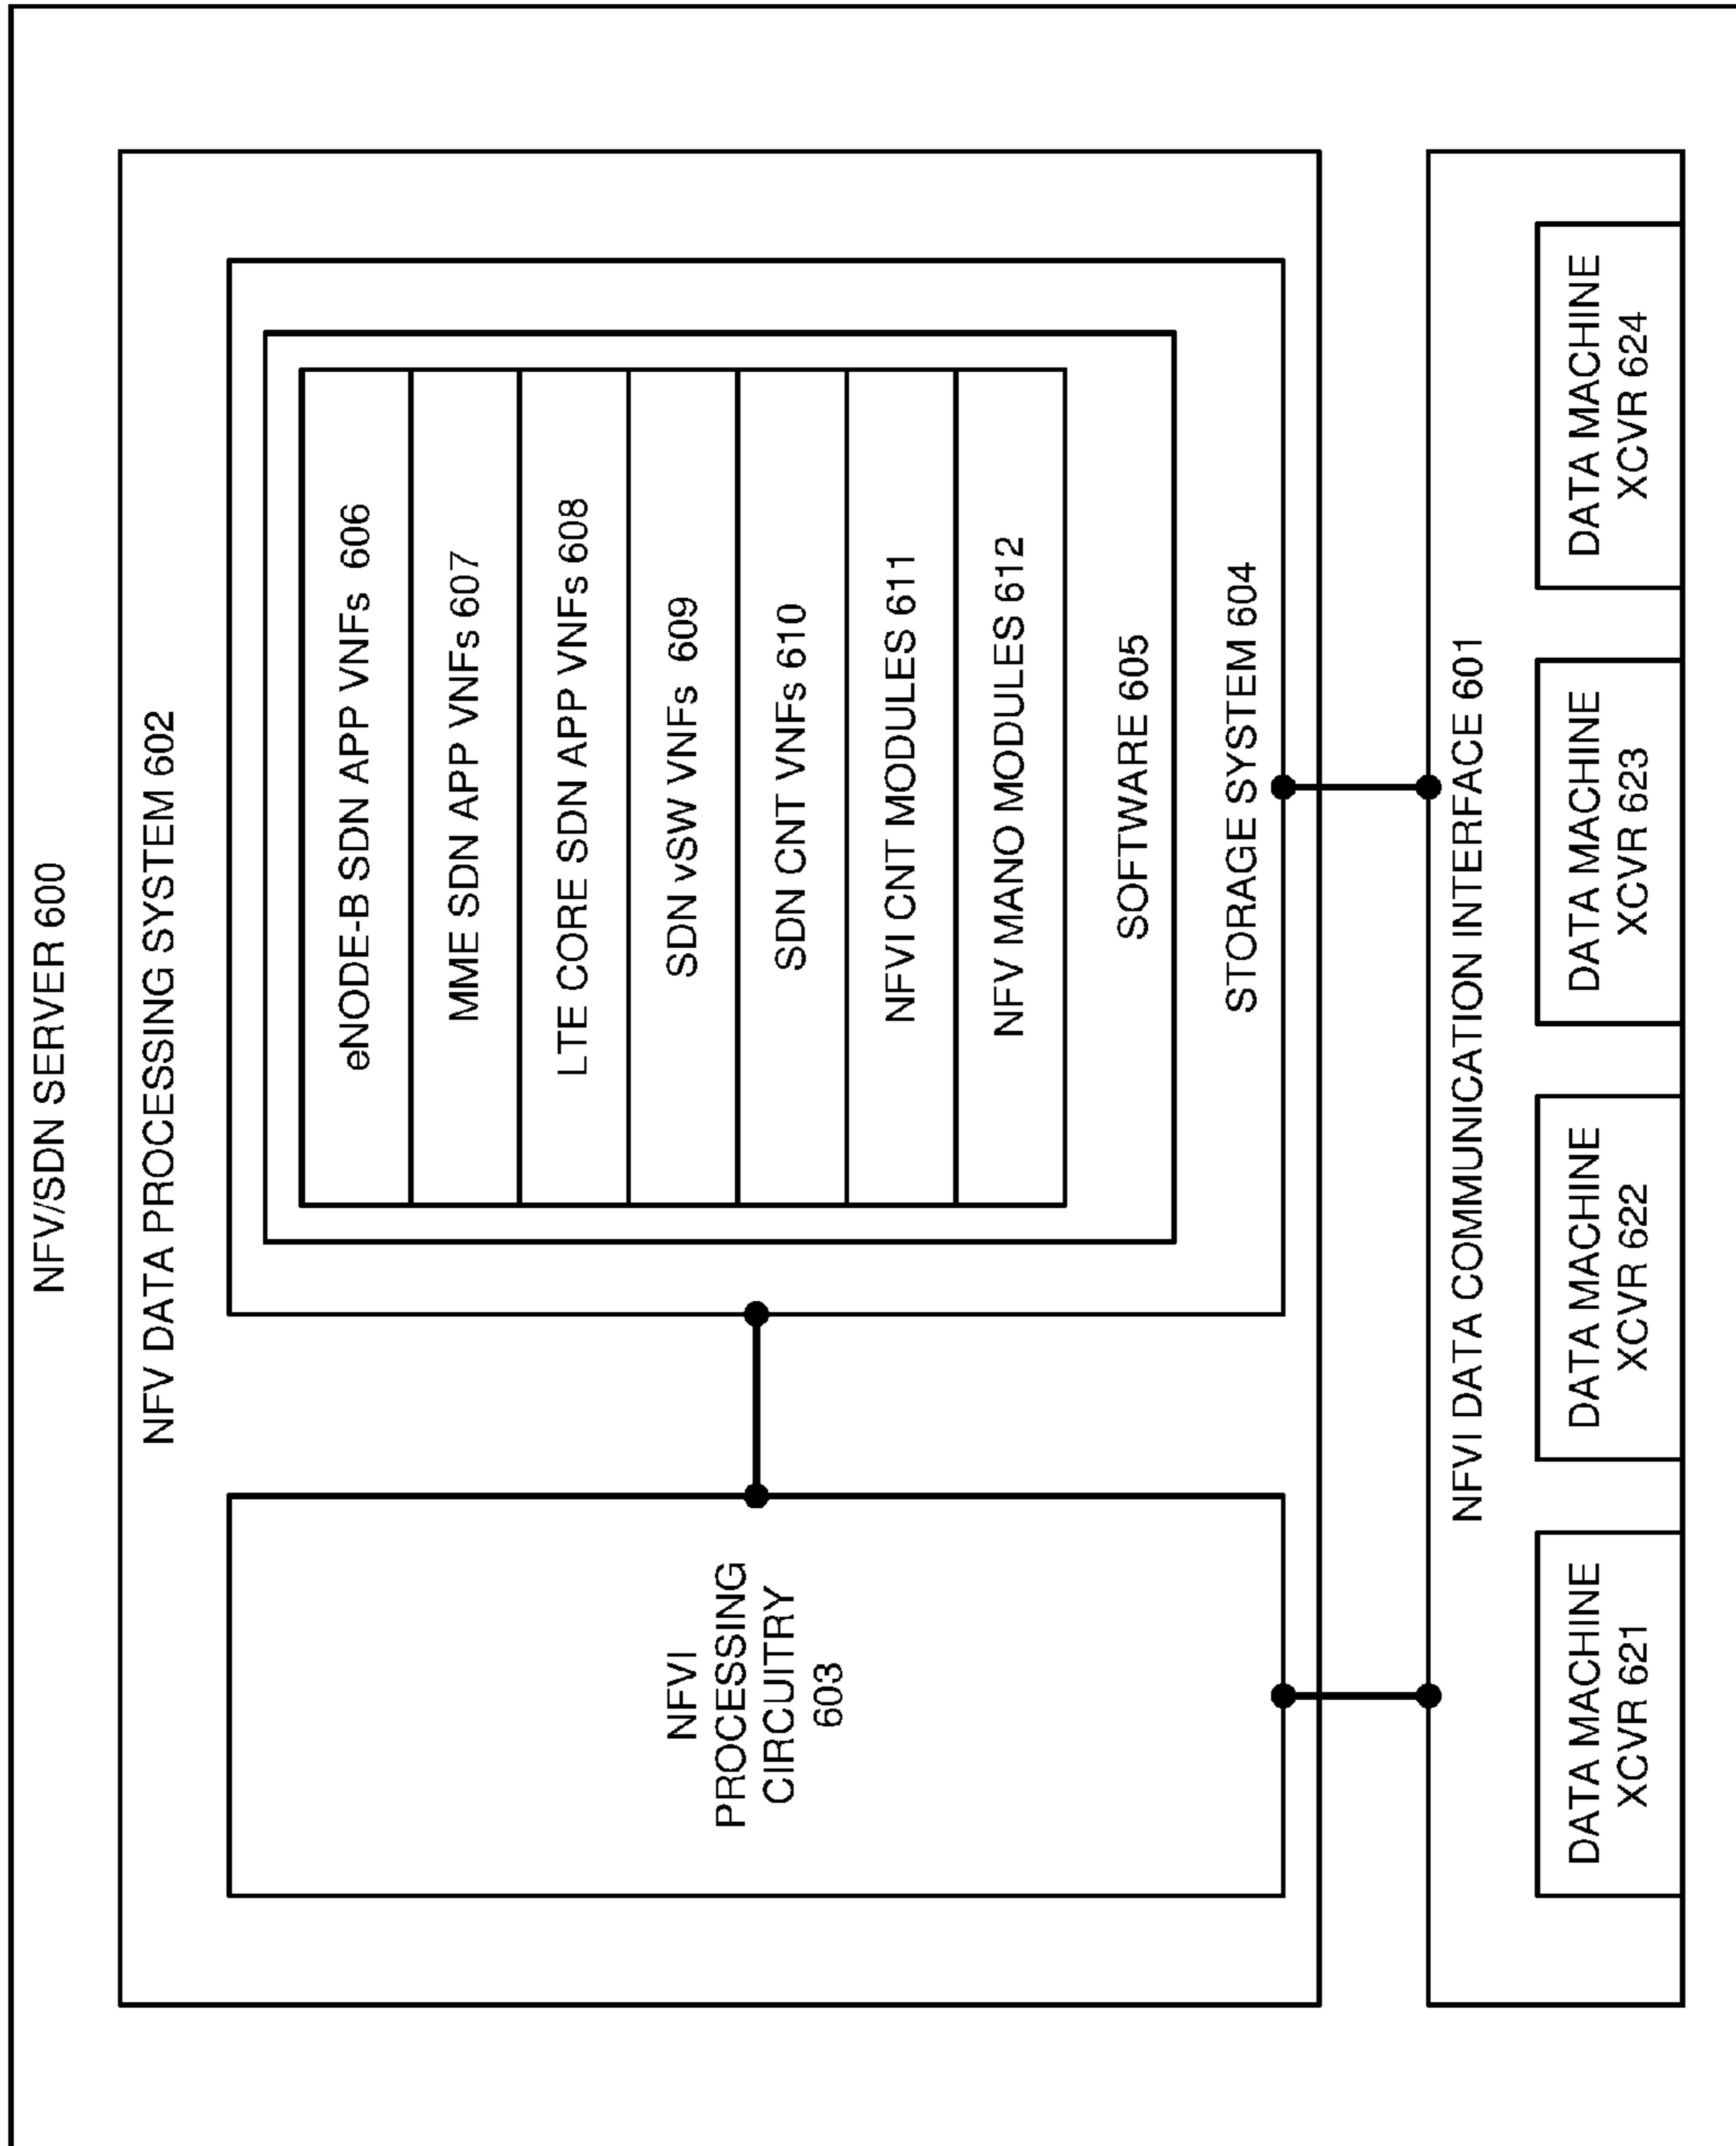 NFV/SDN SERVER 600
NFV DATA PROCESSING SYSTEM 602
NFVI
PROCESSING
CIRCUITRY
603
eNODE-B SDN APP VNFs 606
MME SDN APP VNFs 607
LTE CORE SDN APP VNFs 608
SDN vSW VNFs 609
SDN CNT VNFs 610
NFVI CNT MODULES 611
NFV MANO MODULES 612
SOFTWARE 605
STORAGE SYSTEM 604
NFVI DATA COMMUNICATION INTERFACE 601
DATA MACHINE
XCVR 621
DATA MACHINE
XCVR 622
DATA MACHINE
XCVR 623
DATA MACHINE
XCVR 624